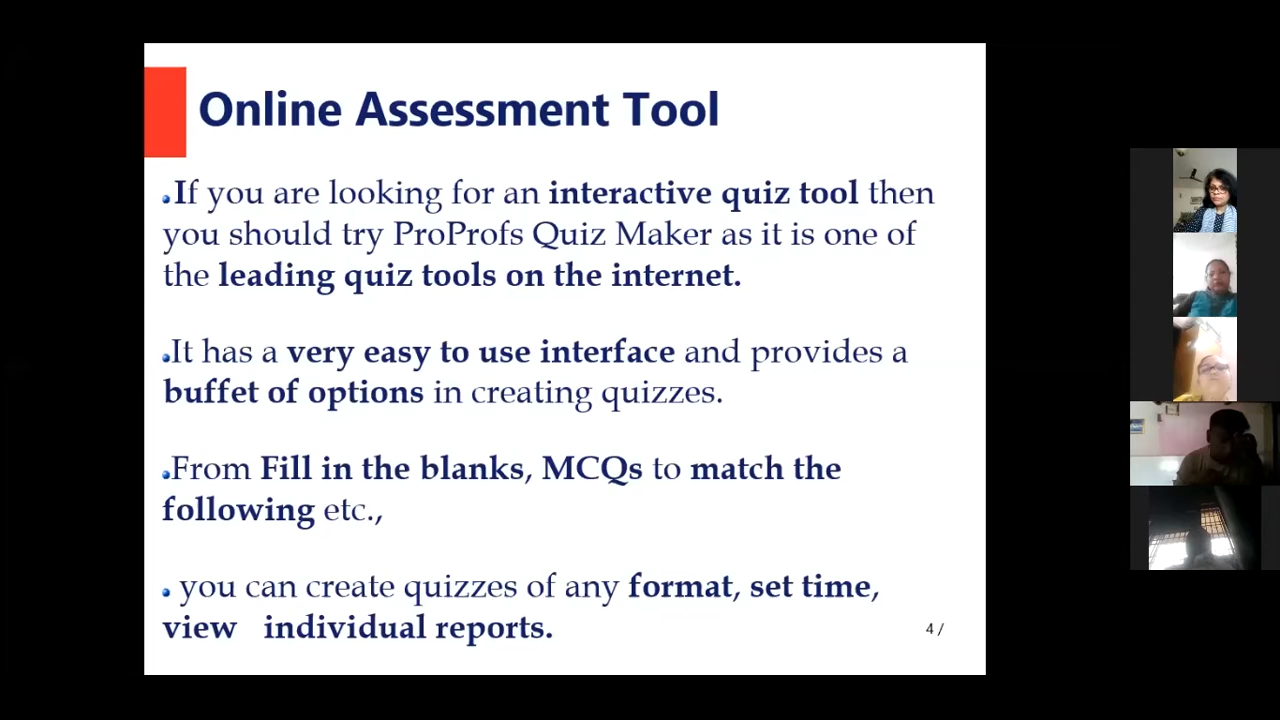 Online Assessment Tool
If you are looking for an interactive quiz tool then
you should try ProProfs Quiz Maker as it is one of
the leading quiz tools on the internet.
It has a very easy to use interface and provides a
buffet of options in creating quizzes.
From Fill in the blanks, MCQs to match the
following etc.,
you can create quizzes of any format, set time,
view individual reports.
4 /